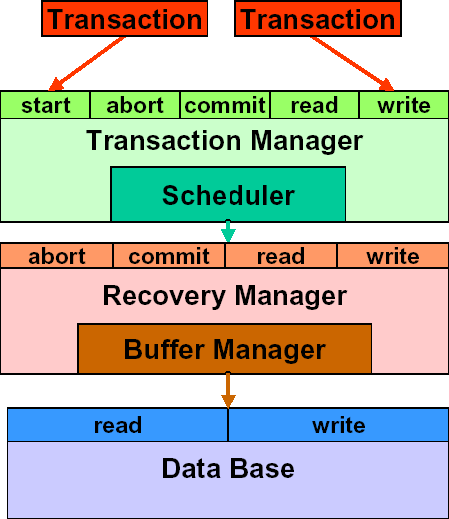 Transaction Transaction
start abort commit read write
Transaction Manager
Scheduler
abort commit read write
Recovery Manager
Buffer Manager
read write
Data Base